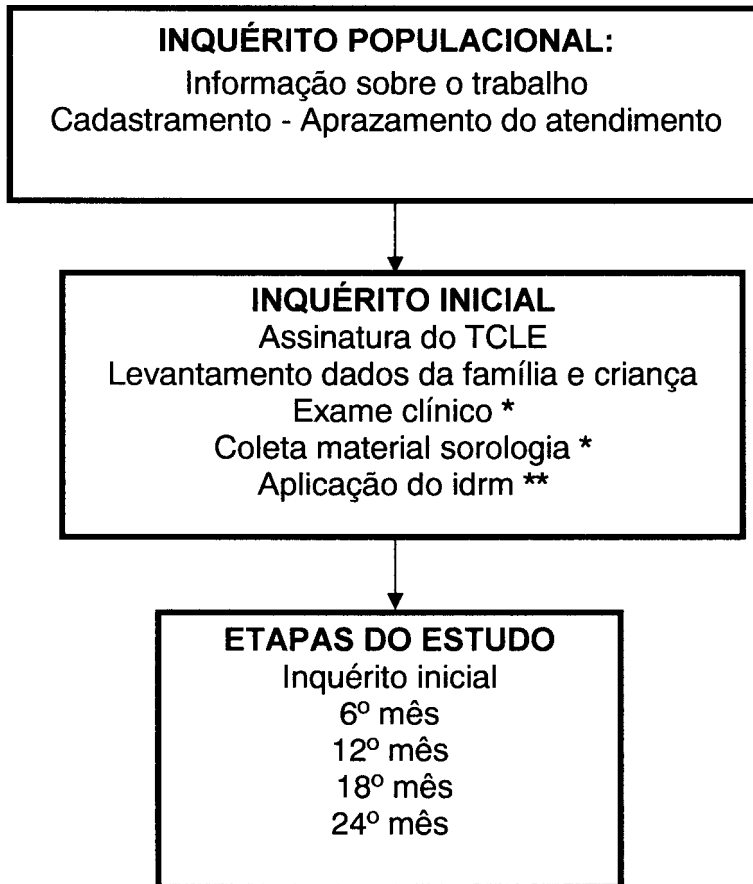 INQUÉRITO POPULACIONAL:
Informação sobre o trabalho
Cadastramento - Aprazamento do atendimento
INQUÉRITO INICIAL
Assinatura do TCLE
Levantamento dados da família e criança
Exame clínico *
Coleta material sorologia *
Aplicação do idrm **
ETAPAS DO ESTUDO
Inquérito inicial
6º mês
12º mês
18º mês
24º mês